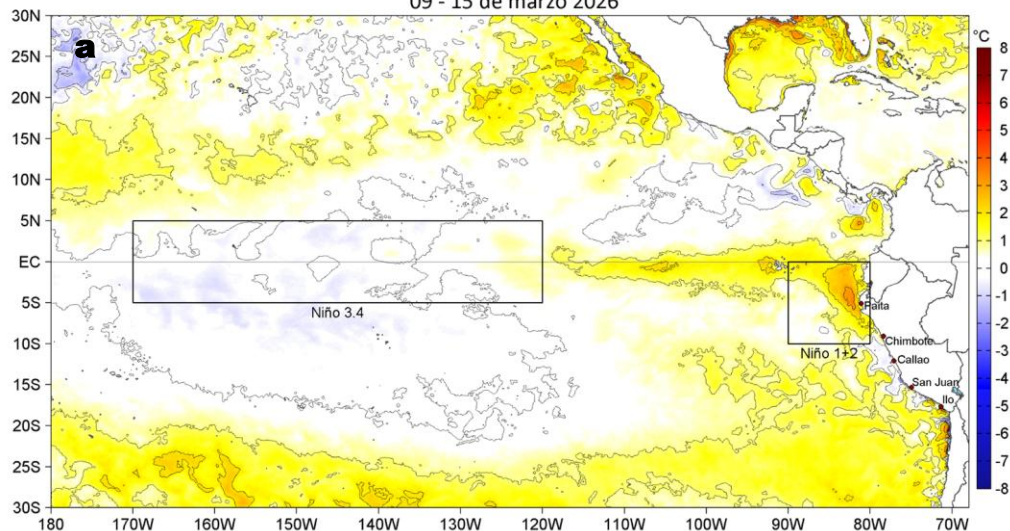 09 - 15 de marzo 2026
a
°C
30N
25N
20N
15N
10N
5N
EC
5S
10S
15S
20S
25S
30S
Niño 3.4
Niño 1+2
Paita
Chimbote
Callao
San Juan
Ilo
8
7
6
5
4
3
2
1
0
-1
-2
-3
-4
-5
-6
-7
-8
180 170W 160W 150W 140W 130W 120W 110W 100W 90W 80W 70W